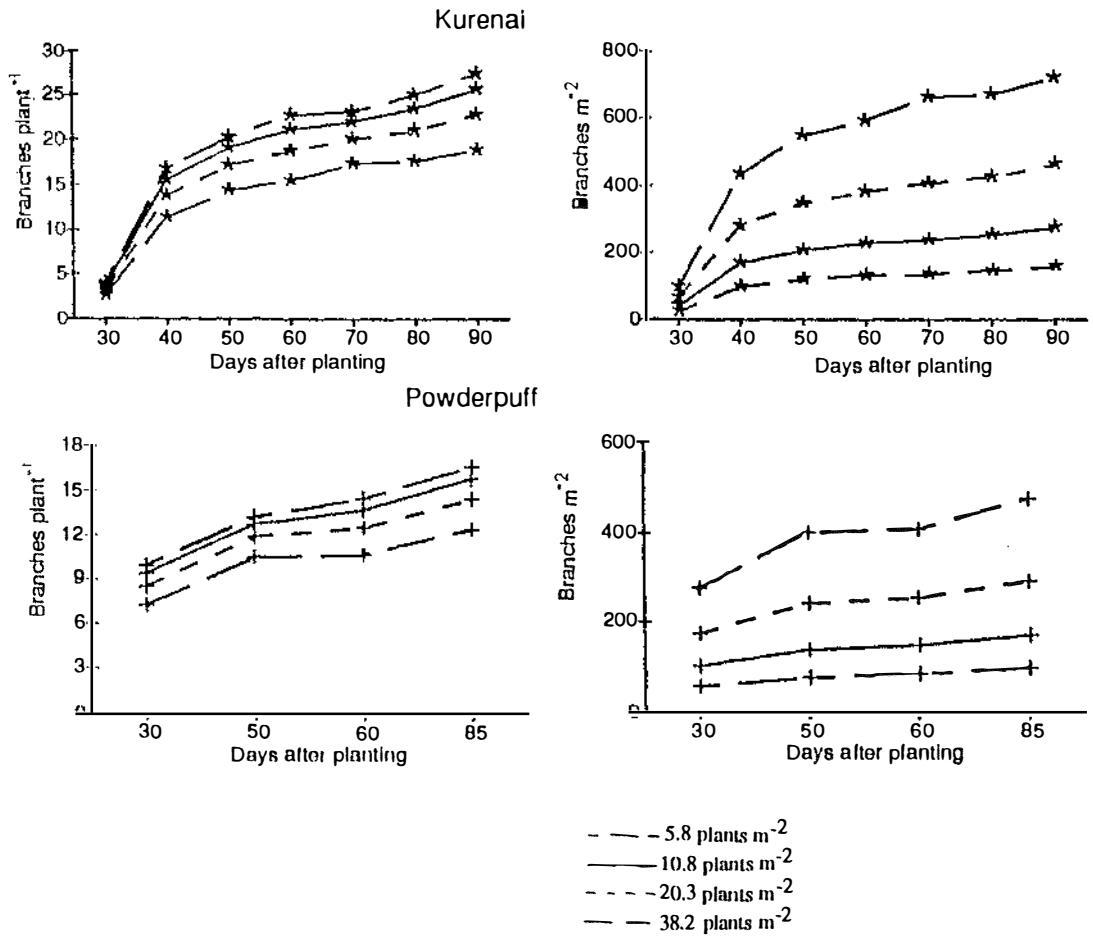 Kurenai
Branches plant⁻¹
30
25
20
15
10
5
0
30 40 50 60 70 80 90
Days after planting
Branches m⁻²
800
600
400
200
0
30 40 50 60 70 80 90
Days after planting
Powderpuff
Branches plant⁻¹
18
15
12
9
6
3
0
30 50 60 85
Days after planting
Branches m⁻²
600
400
200
0
30 50 60 85
Days after planting
5.8 plants m⁻²
10.8 plants m⁻²
20.3 plants m⁻²
38.2 plants m⁻²